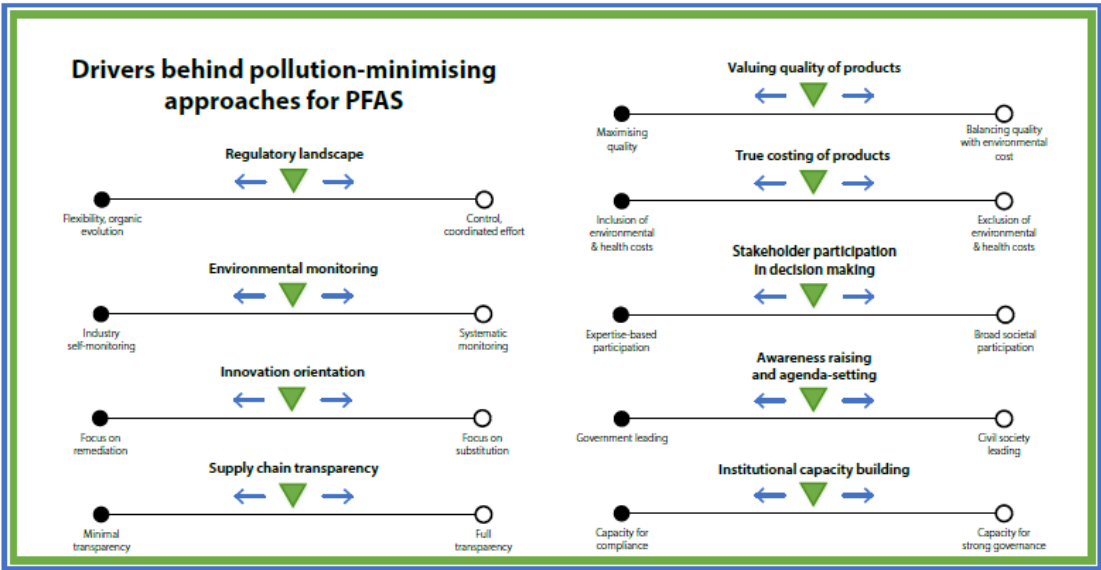 Drivers behind pollution-minimising
approaches for PFAS
Regulatory landscape
Flexibility, organic
evolution
Control,
coordinated effort
Environmental monitoring
Industry
self-monitoring
Systematic
monitoring
Innovation orientation
Focus on
remediation
Focus on
substitution
Supply chain transparency
Minimal
transparency
Full
transparency
Valuing quality of products
Maximising
quality
Balancing quality
with environmental
cost
True costing of products
Inclusion of
environmental
& health costs
Exclusion of
environmental
& health costs
Stakeholder participation
in decision making
Expertise-based
participation
Broad societal
participation
Awareness raising
and agenda-setting
Government leading
Civil society
leading
Institutional capacity building
Capacity for
compliance
Capacity for
strong governance